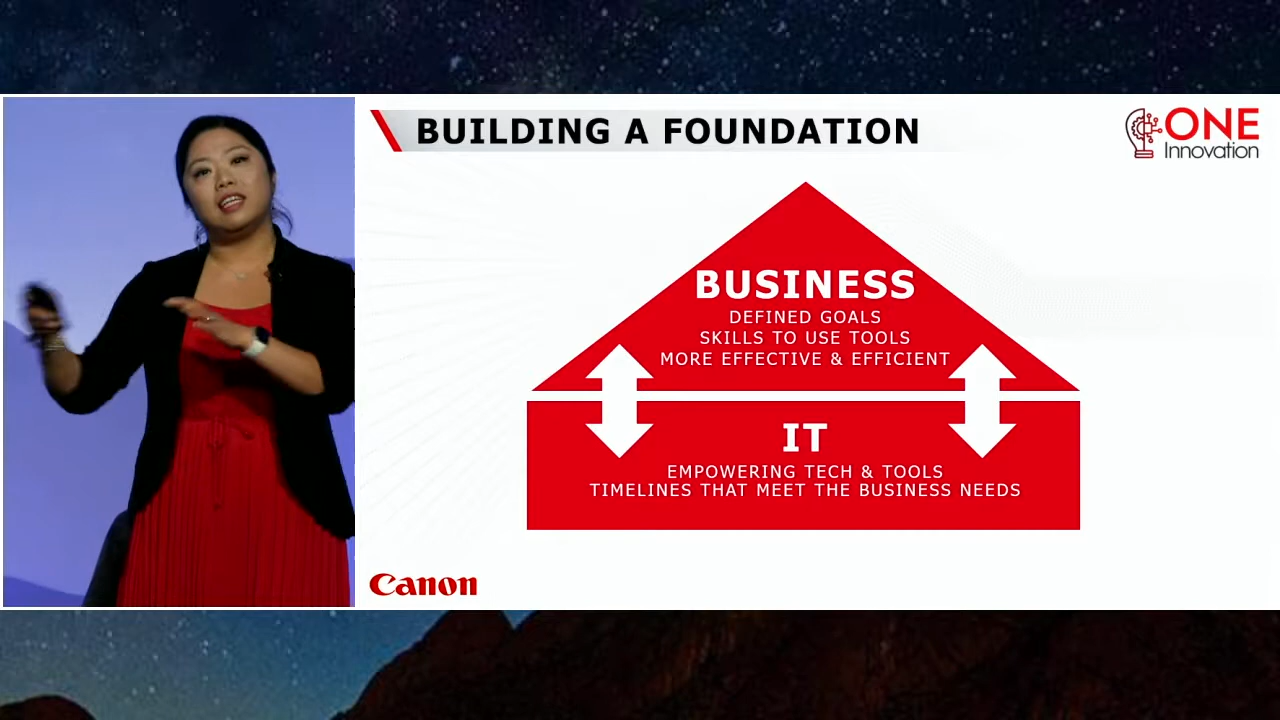 BUILDING A FOUNDATION
ONE
Innovation
BUSINESS
DEFINED GOALS
SKILLS TO USE TOOLS
MORE EFFECTIVE & EFFICIENT
IT
EMPOWERING TECH & TOOLS
TIMELINES THAT MEET THE BUSINESS NEEDS
Canon